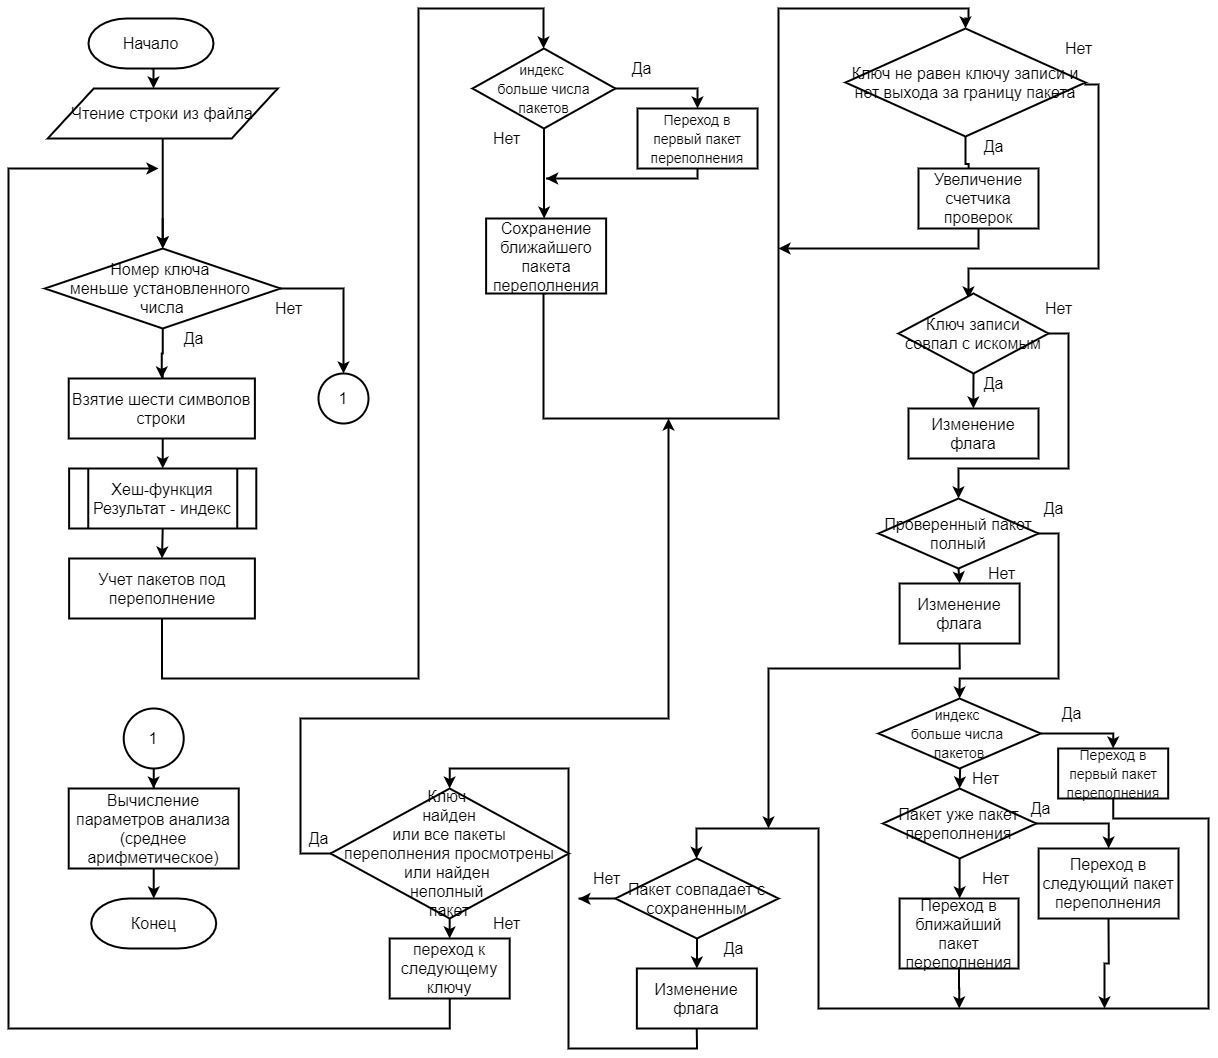 Начало
Чтение строки из файла
Номер ключа
меньше установленного
числа
Нет
Да
1
Взятие шести символов
строки
Хеш-функция
Результат - индекс
Учет пакетов под
переполнение
индекс
больше числа
пакетов
Да
Нет
Переход в
первый пакет
переполнения
Сохранение
ближайшего
пакета
переполнения
Ключ не равен ключу записи и
нет выхода за границу пакета
Нет
Да
Увеличение
счетчика
проверок
Ключ записи
совпал с искомым
Нет
Да
Изменение
флага
Проверенный пакет
полный
Да
Нет
Изменение
флага
индекс
больше числа
пакетов
Да
Нет
Переход в
первый пакет
переполнения
Пакет уже пакет
переполнения
Да
Нет
Переход в
следующий пакет
переполнения
Переход в
ближайший
пакет
переполнения
Пакет совпадает с
сохраненным
Нет
Да
Изменение
флага
Ключ
найден
или все пакеты
переполнения просмотрены
или найден
неполный
пакет
Да
Нет
переход к
следующему
ключу
1
Вычисление
параметров анализа
(среднее
арифметическое)
Конец